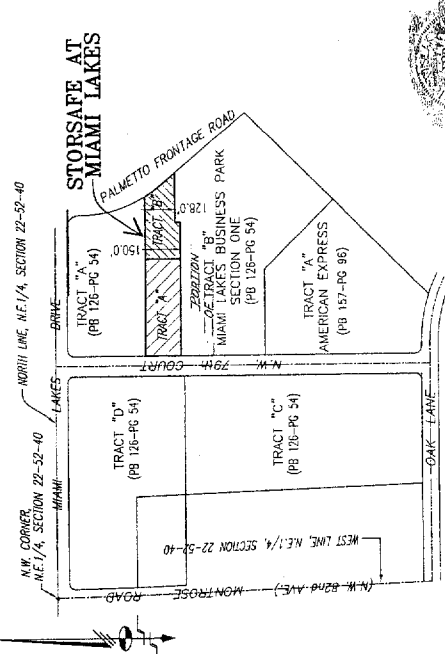 N.W. CORNER,
N.E.1/4, SECTION 22-52-40
NORTH LINE, N.E.1/4, SECTION 22-52-40
MIAMI
LAKES
DRIVE
STORSAFE AT
MIAMI LAKES
PALMETTO FRONTAGE ROAD
TRACT "A"
(PB 126-PG 54)
150.0'
TRACT "B"
128.0'
TRACT "A"
PORTION
OF TRACT "B"
MIAMI LAKES BUSINESS PARK
SECTION ONE
(PB 126-PG 54)
TRACT "A"
AMERICAN EXPRESS
(PB 157-PG 96)
N.W. 79th COURT
TRACT "D"
(PB 126-PG 54)
TRACT "C"
(PB 126-PG 54)
OAK LANE
WEST LINE, N.E.1/4, SECTION 22-52-40
(N.W. 82nd AVE.) MONTROSE ROAD